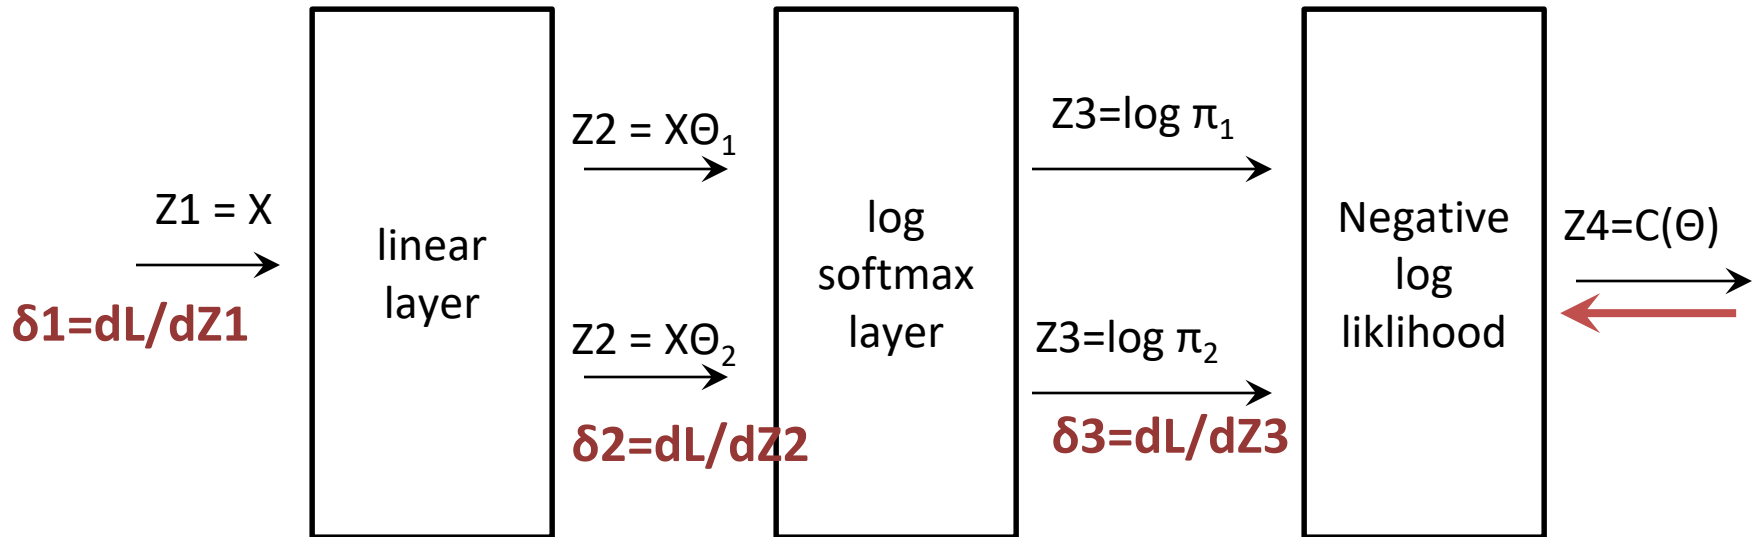 Z1 = X
δ1=dL/dZ1
linear
layer
Z2 = XΘ₁
Z2 = XΘ₂
δ2=dL/dZ2
log
softmax
layer
Z3=log π₁
Z3=log π₂
δ3=dL/dZ3
Negative
log
liklihood
Z4=C(Θ)